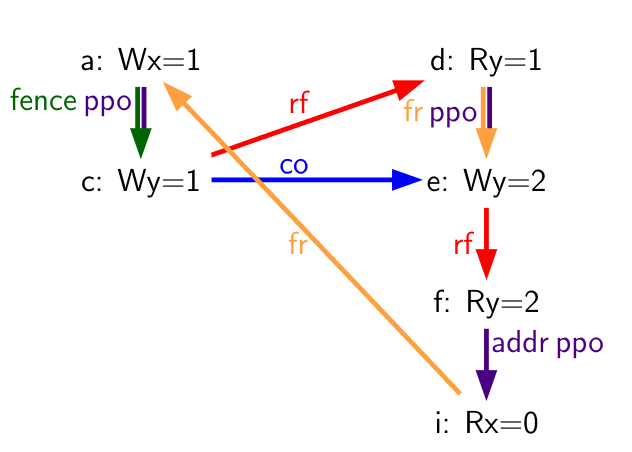 a: Wx=1 d: Ry=1
fence ppo rf fr ppo
co
c: Wy=1 e: Wy=2
fr rf
f: Ry=2
addr ppo
i: Rx=0